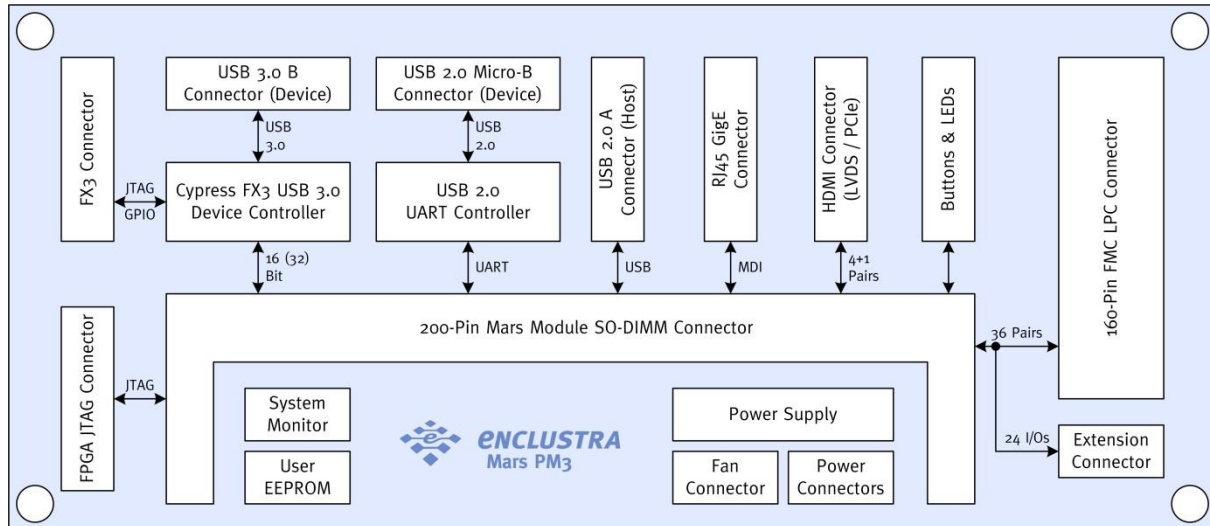 FX3 Connector
USB 3.0 B
Connector (Device)
USB
3.0
JTAG
GPIO
Cypress FX3 USB 3.0
Device Controller
16 (32)
Bit
USB 2.0 Micro-B
Connector (Device)
USB
2.0
USB 2.0
UART Controller
UART
USB 2.0 A
Connector (Host)
USB
RJ45 GigE
Connector
MDI
HDMI Connector
(LVDS / PCIe)
4+1
Pairs
Buttons & LEDs
160-Pin FMC LPC Connector
200-Pin Mars Module SO-DIMM Connector
36 Pairs
FPGA JTAG Connector
JTAG
System
Monitor
User
EEPROM
e
enclustra
Mars PM3
Power Supply
Fan
Connector
Power
Connectors
24 I/Os
Extension
Connector